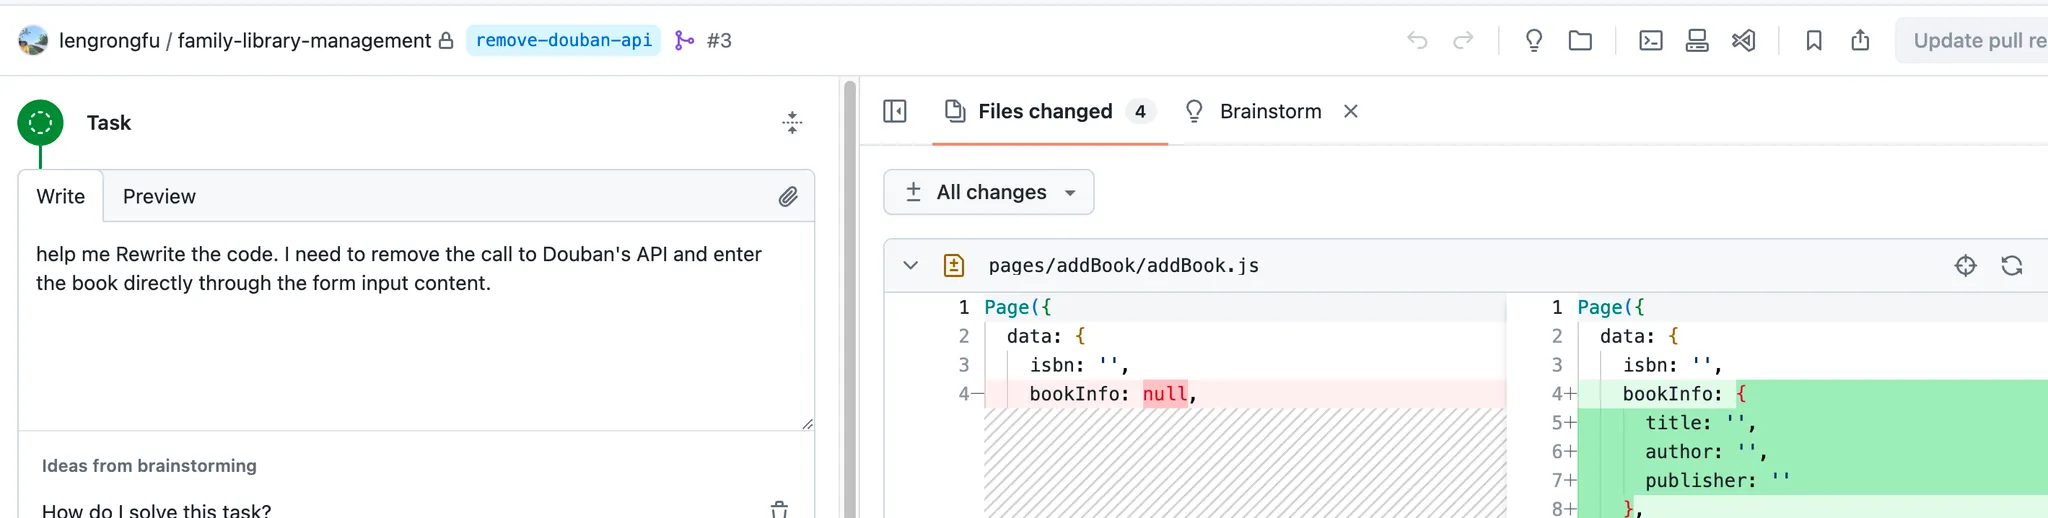 lengrongfu / family-library-management remove-douban-api #3
Update pull re
Task
Write Preview
help me Rewrite the code. I need to remove the call to Douban's API and enter
the book directly through the form input content.
Ideas from brainstorming
How do I solve this task?
Files changed 4 Brainstorm
All changes
pages/addBook/addBook.js
1 Page({
2 data: {
3 isbn: '',
4− bookInfo: null,
1 Page({
2 data: {
3 isbn: '',
4+ bookInfo: {
5+ title: '',
6+ author: '',
7+ publisher: ''
8+ },